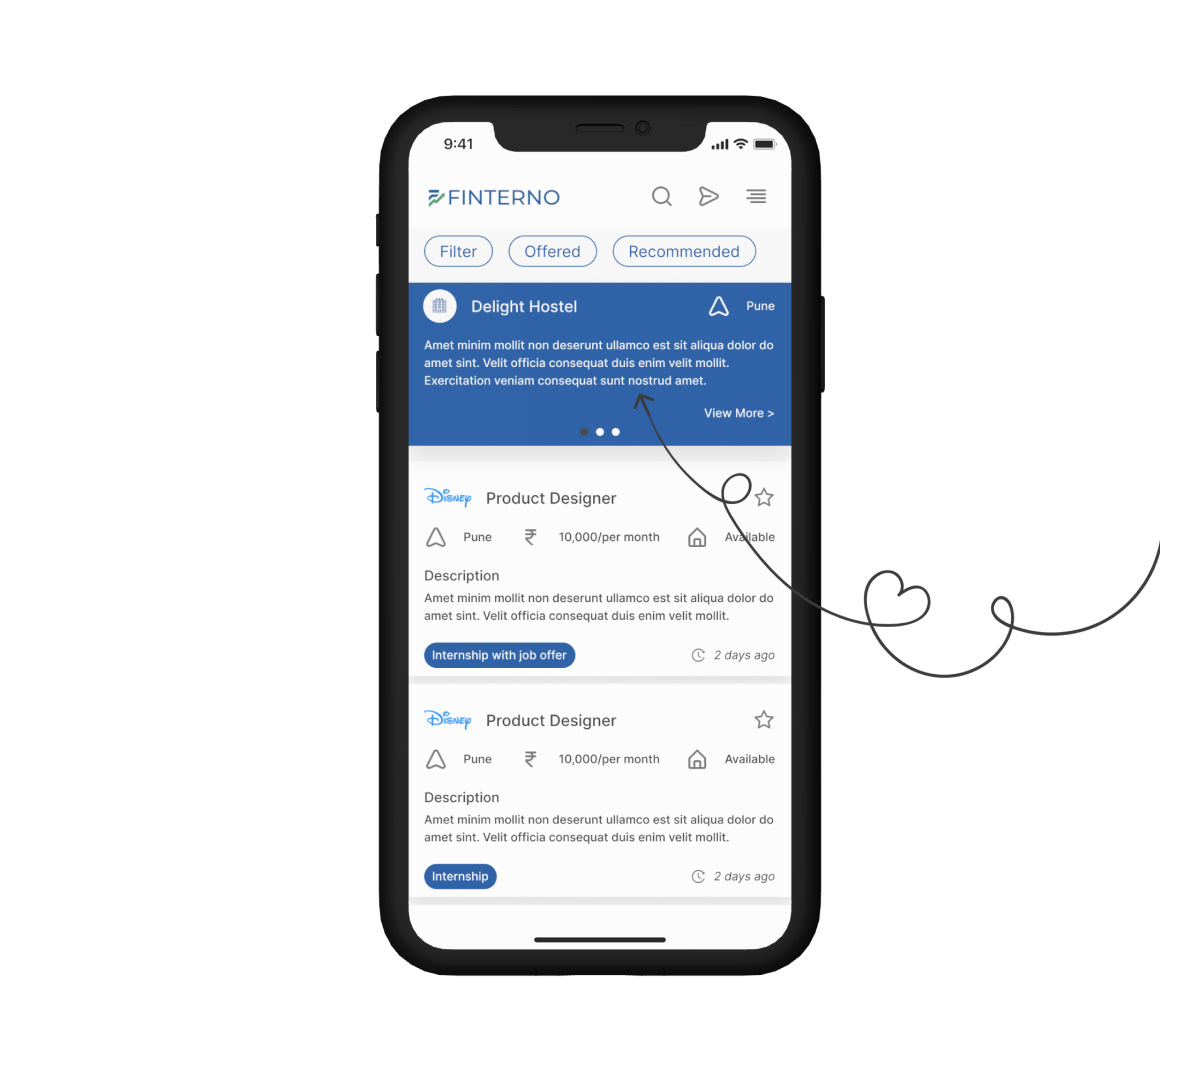 9:41
FINTERNO
Filter Offered Recommended
Delight Hostel Pune
Amet minim mollit non deserunt ullamco est sit aliqua dolor do
amet sint. Velit officia consequat duis enim velit mollit.
Exercitation veniam consequat sunt nostrud amet.
View More >
Disney Product Designer
Pune ₹ 10,000/per month Available
Description
Amet minim mollit non deserunt ullamco est sit aliqua dolor do
amet sint. Velit officia consequat duis enim velit mollit.
Internship with job offer 2 days ago
Disney Product Designer
Pune ₹ 10,000/per month Available
Description
Amet minim mollit non deserunt ullamco est sit aliqua dolor do
amet sint. Velit officia consequat duis enim velit mollit.
Internship 2 days ago